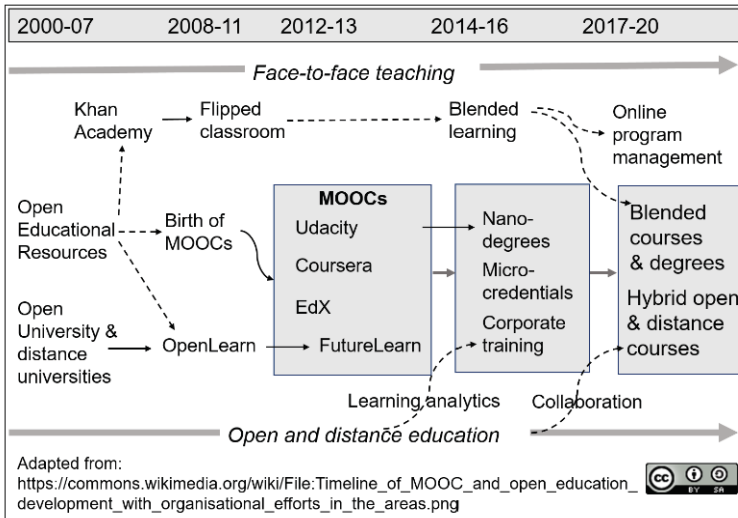 2000-07
2008-11
2012-13
2014-16
2017-20
Face-to-face teaching
Khan
Academy
Flipped
classroom
Blended
learning
Online
program
management
Open
Educational
Resources
Birth of
MOOCs
MOOCs
Udacity
Coursera
EdX
FutureLearn
Nano-
degrees
Micro-
credentials
Corporate
training
Blended
courses
& degrees
Hybrid open
& distance
courses
Open
University &
distance
universities
OpenLearn
Learning analytics
Collaboration
Open and distance education
Adapted from:
https://commons.wikimedia.org/wiki/File:Timeline_of_MOOC_and_open_education_
development_with_organisational_efforts_in_the_areas.png
cc
BY SA